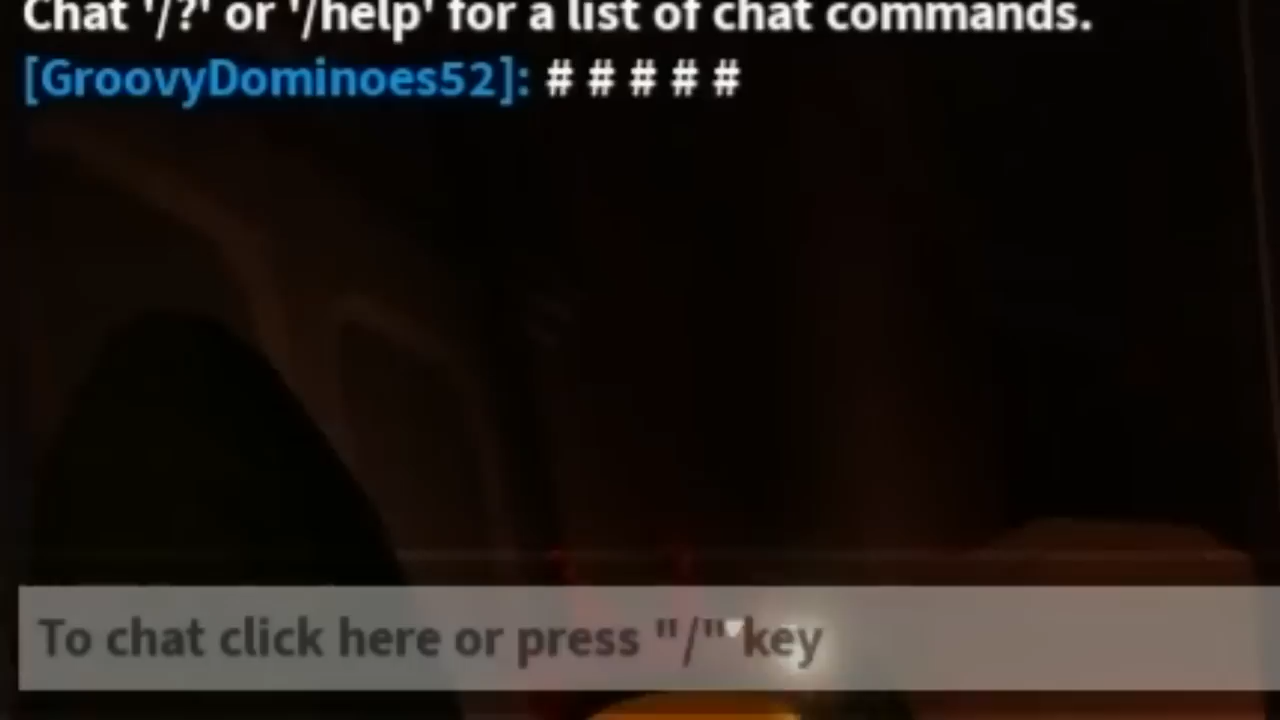 Chat '/?' or '/help' for a list of chat commands.
[GroovyDominoes52]: # # # # #
To chat click here or press "/" key